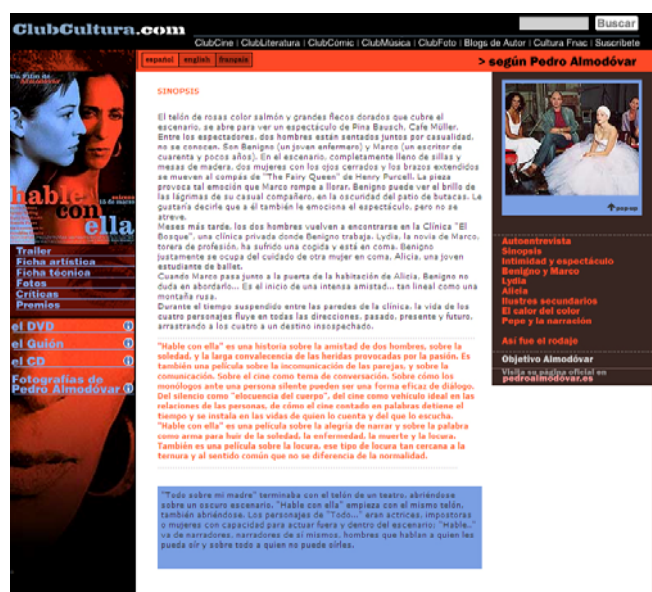 ClubCultura.com
Buscar
ClubCine | ClubLiteratura | ClubCómic | ClubMúsica | ClubFoto | Blogs de Autor | Cultura Fnac | Suscríbete
español english français
> según Pedro Almodóvar
Un Film de
Almodóvar
hable
con
ella
15 de marzo
Trailer
Ficha artística
Ficha técnica
Fotos
Críticas
Premios
el DVD
el Guión
el CD
Fotografías de
Pedro Almodóvar
SINOPSIS
El telón de rosas color salmón y grandes flecos dorados que cubre el
escenario, se abre para ver un espectáculo de Pina Bausch, Cafe Müller.
Entre los espectadores, dos hombres están sentados juntos por casualidad,
no se conocen. Son Benigno (un joven enfermero) y Marco (un escritor de
cuarenta y pocos años). En el escenario, completamente lleno de sillas y
mesas de madera, dos mujeres con los ojos cerrados y los brazos extendidos
se mueven al compás de "The Fairy Queen" de Henry Purcell. La pieza
provoca tal emoción que Marco rompe a llorar. Benigno puede ver el brillo de
las lágrimas de su casual compañero, en la oscuridad del patio de butacas. Le
gustaría decirle que a él también le emociona el espectáculo, pero no se
atreve.
Meses más tarde, los dos hombres vuelven a encontrarse en la Clínica "El
Bosque", una clínica privada donde Benigno trabaja. Lydia, la novia de Marco,
torera de profesión, ha sufrido una cogida y está en coma. Benigno
justamente se ocupa del cuidado de otra mujer en coma, Alicia, una joven
estudiante de ballet.
Cuando Marco pasa junto a la puerta de la habitación de Alicia, Benigno no
duda en abordarlo... Es el inicio de una intensa amistad... tan lineal como una
montaña rusa.
Durante el tiempo suspendido entre las paredes de la clínica, la vida de los
cuatro personajes fluye en todas las direcciones, pasado, presente y futuro,
arrastrando a los cuatro a un destino insospechado.
"Hable con ella" es una historia sobre la amistad de dos hombres, sobre la
soledad, y la larga convalecencia de las heridas provocadas por la pasión. Es
también una película sobre la incomunicación de las parejas, y sobre la
comunicación. Sobre el cine como tema de conversación. Sobre cómo los
monólogos ante una persona silente pueden ser una forma eficaz de diálogo.
Del silencio como "elocuencia del cuerpo", del cine como vehículo ideal en las
relaciones de las personas, de cómo el cine contado en palabras detiene el
tiempo y se instala en las vidas de quien lo cuenta y del que lo escucha.
"Hable con ella" es una película sobre la alegría de narrar y sobre la palabra
como arma para huir de la soledad, la enfermedad, la muerte y la locura.
También es una película sobre la locura, ese tipo de locura tan cercana a la
ternura y al sentido común que no se diferencia de la normalidad.
"Todo sobre mi madre" terminaba con el telón de un teatro, abriéndose
sobre un oscuro escenario. "Hable con ella" empieza con el mismo telón,
también abriéndose. Los personajes de "Todo..." eran actrices, impostoras
o mujeres con capacidad para actuar fuera y dentro del escenario; "Hable.."
va de narradores, narradores de sí mismos, hombres que hablan a quien les
pueda oír y sobre todo a quien no puede oírles.
pop-up
Autoentrevista
Sinopsis
Intimidad y espectáculo
Benigno y Marco
Lydia
Alicia
Ilustres secundarios
El calor del color
Pepe y la narración
Así fue el rodaje
Objetivo Almodóvar
Visita su página oficial en
pedroalmodóvar.es